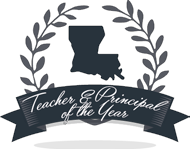 Teacher & Principal
of the Year